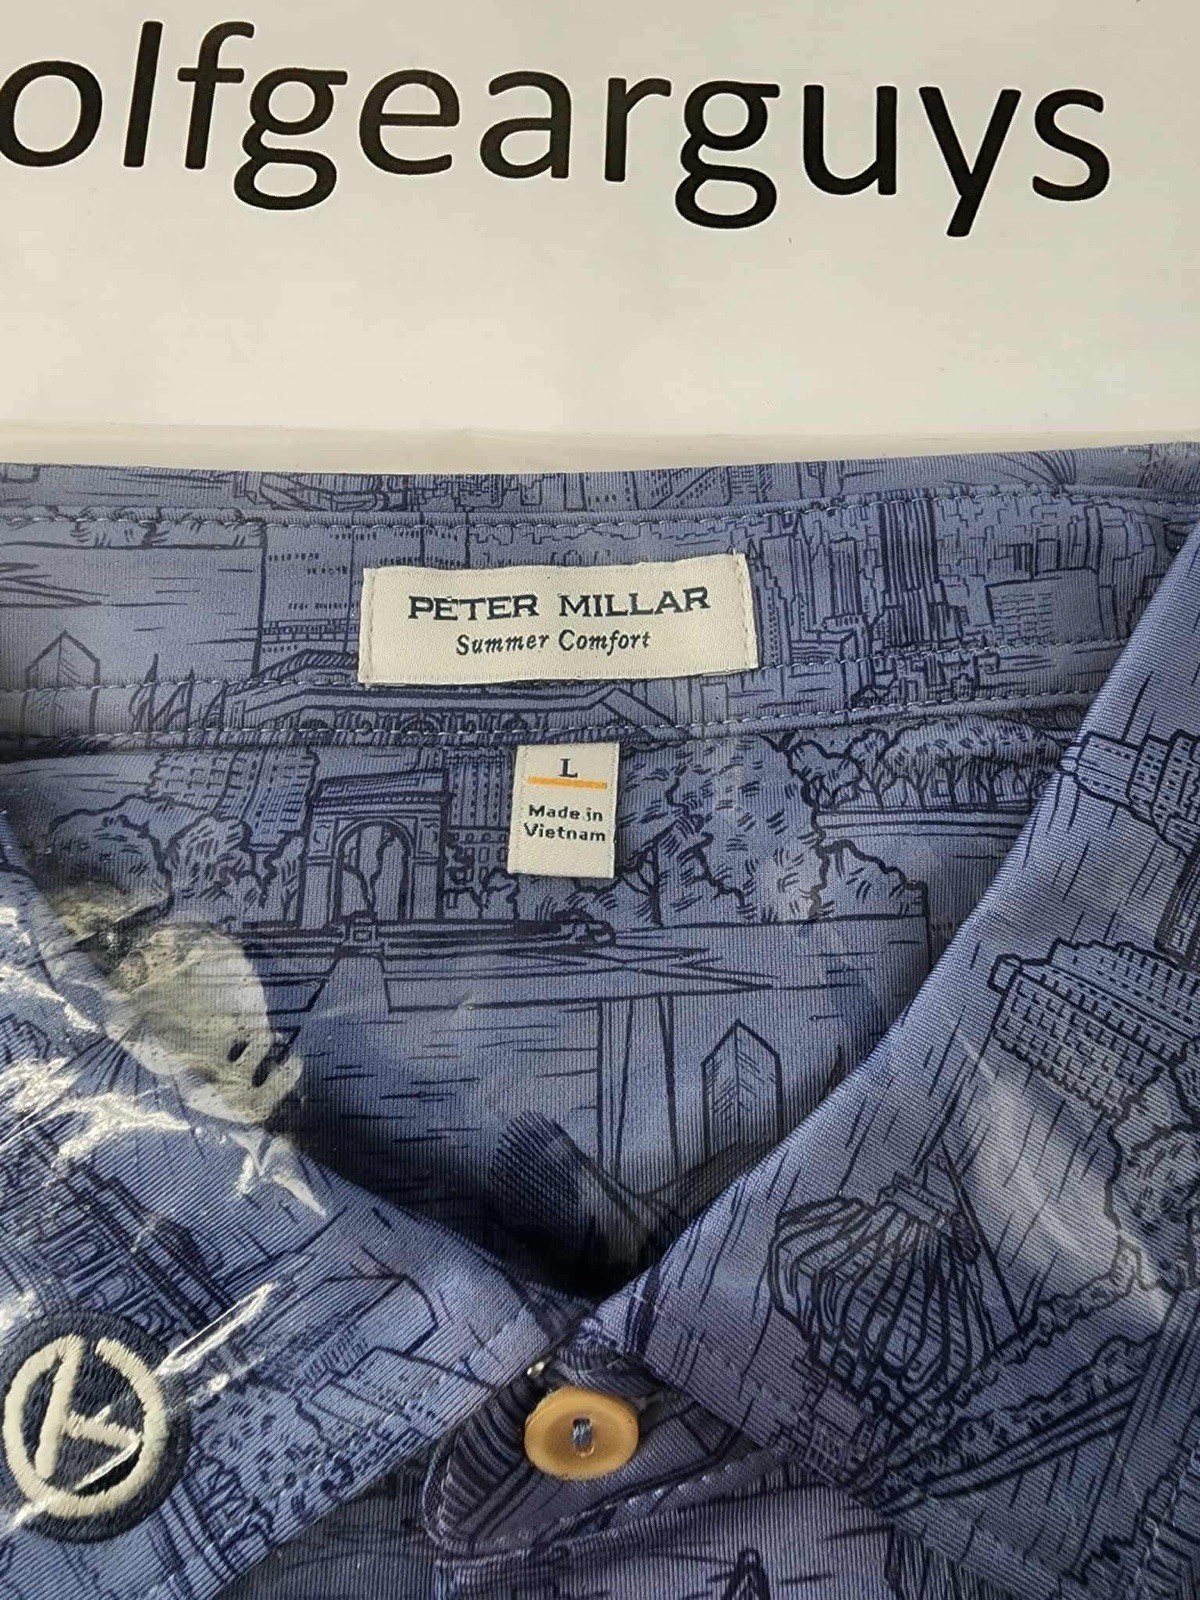 olfgearguys
PETER MILLAR
Summer Comfort
L
Made in
Vietnam